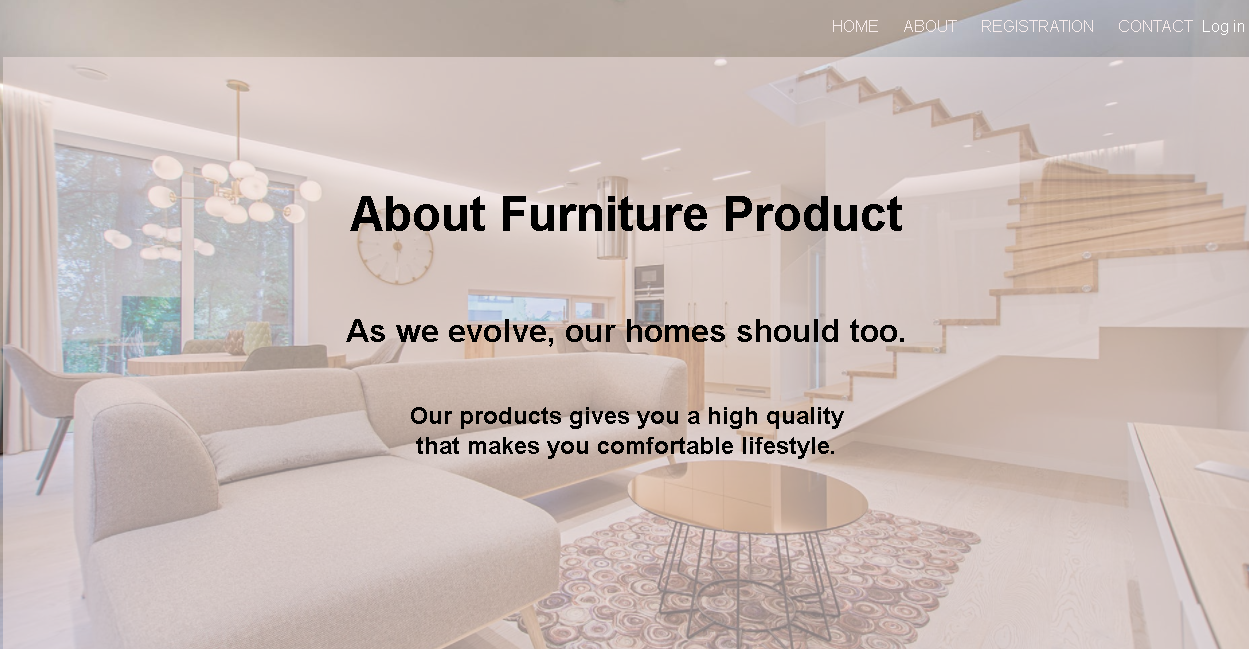 HOME ABOUT REGISTRATION CONTACT Log in
About Furniture Product
As we evolve, our homes should too.
Our products gives you a high quality
that makes you comfortable lifestyle.